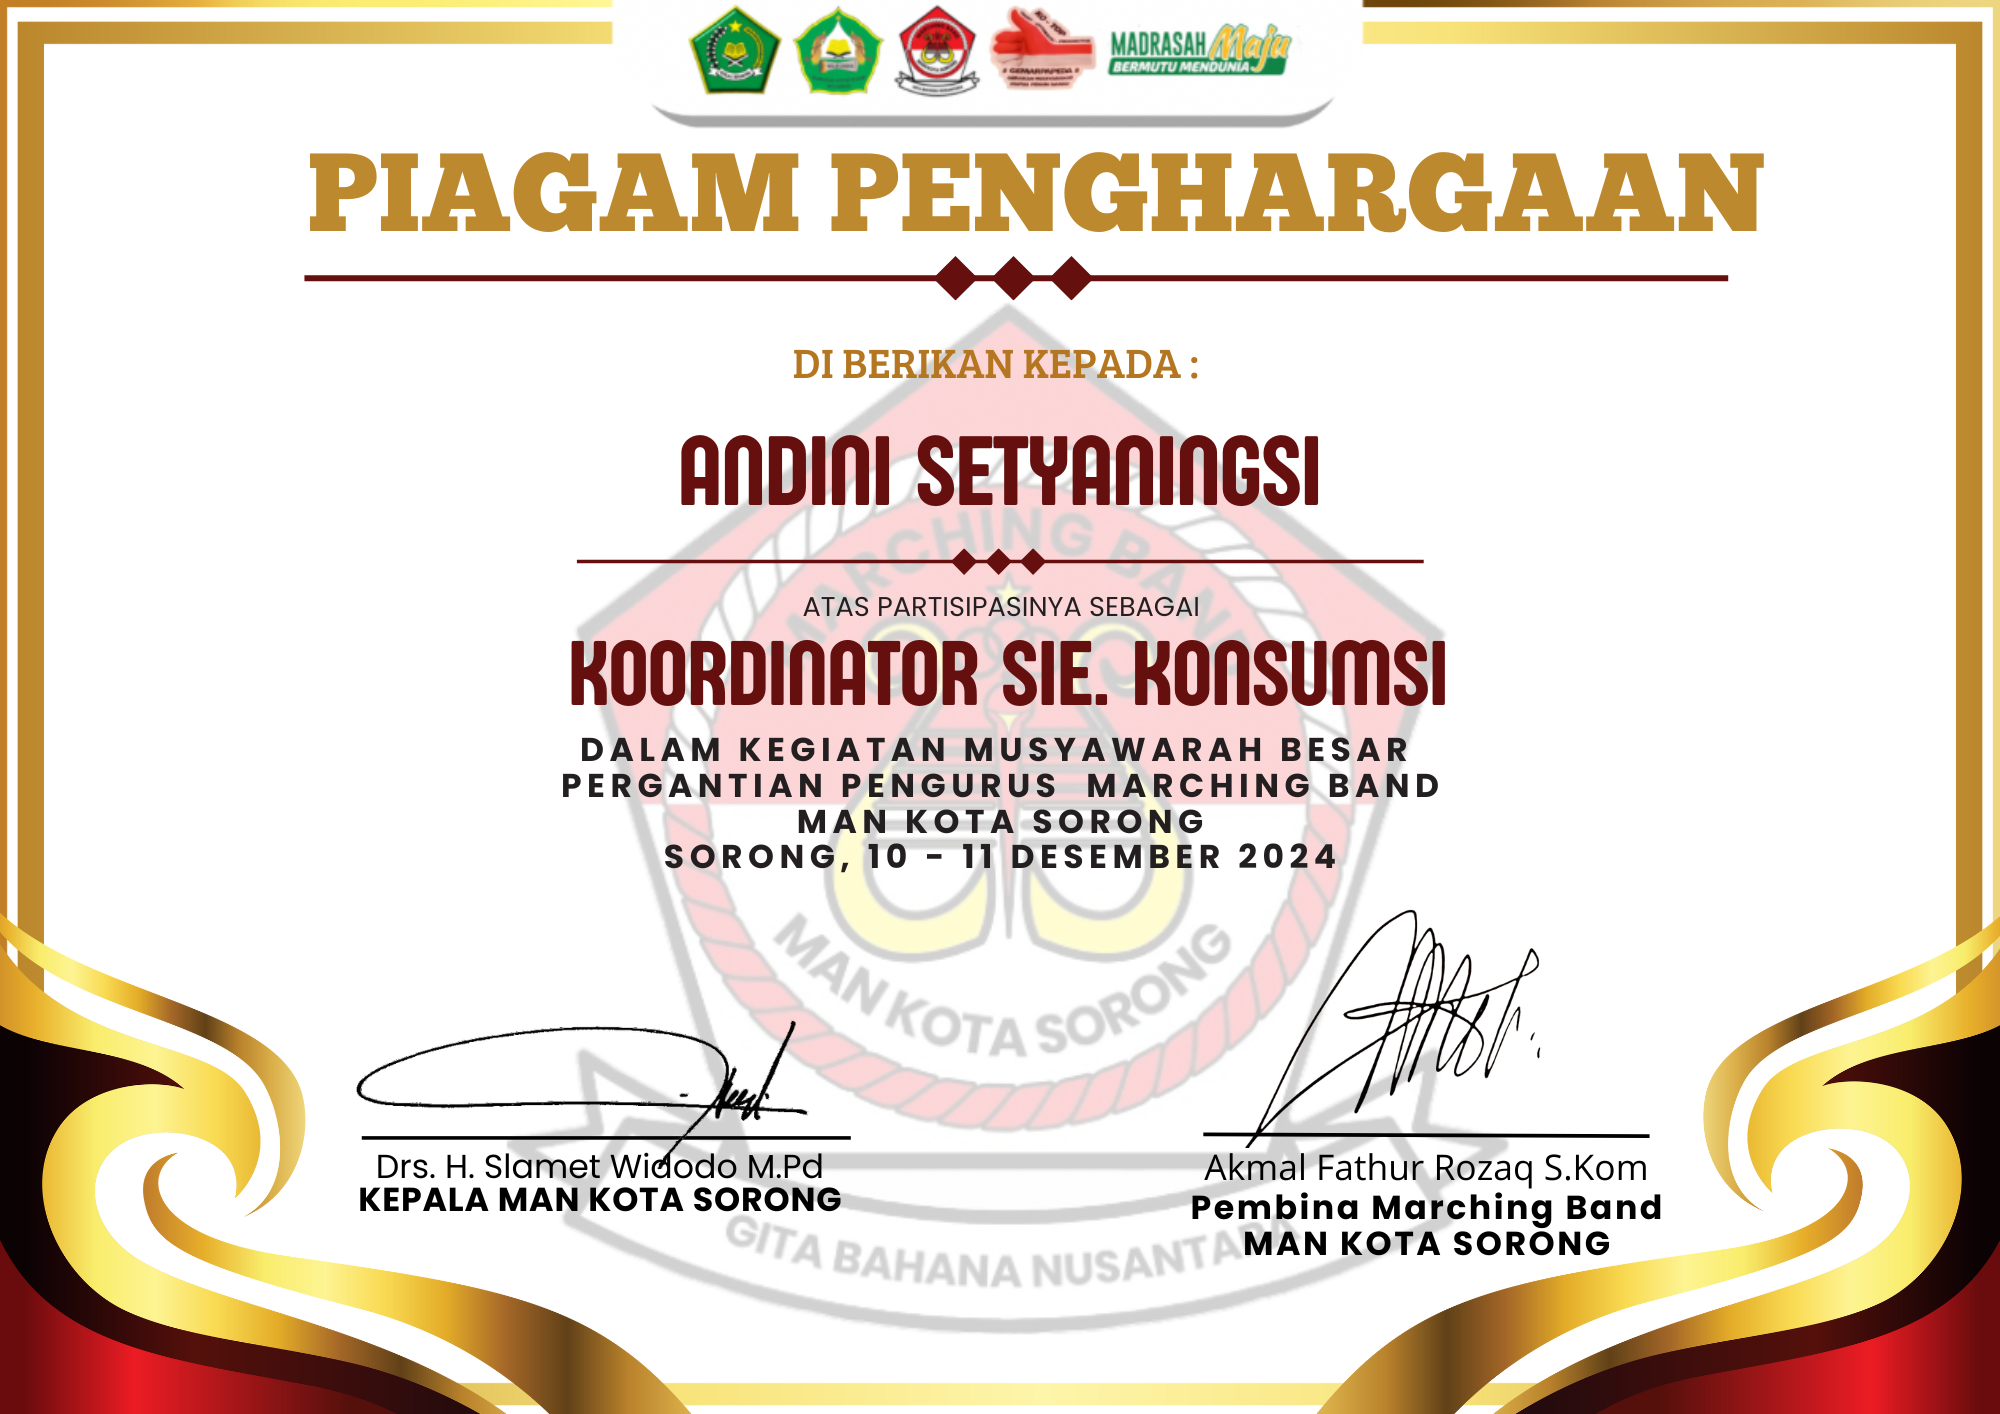 MADRASAH Maju
BERMUTU MENDUNIA
PIAGAM PENGHARGAAN
DI BERIKAN KEPADA :
ANDINI SETYANINGSI
MARCHING BAND
ATAS PARTISIPASINYA SEBAGAI
KOORDINATOR SIE. KONSUMSI
DALAM KEGIATAN MUSYAWARAH BESAR
PERGANTIAN PENGURUS MARCHING BAND
MAN KOTA SORONG
SORONG, 10 - 11 DESEMBER 2024
MAN KOTA SORONG
Drs. H. Slamet Widodo M.Pd
KEPALA MAN KOTA SORONG
Akmal Fathur Rozaq S.Kom
Pembina Marching Band
MAN KOTA SORONG
GITA BAHANA NUSANTARA